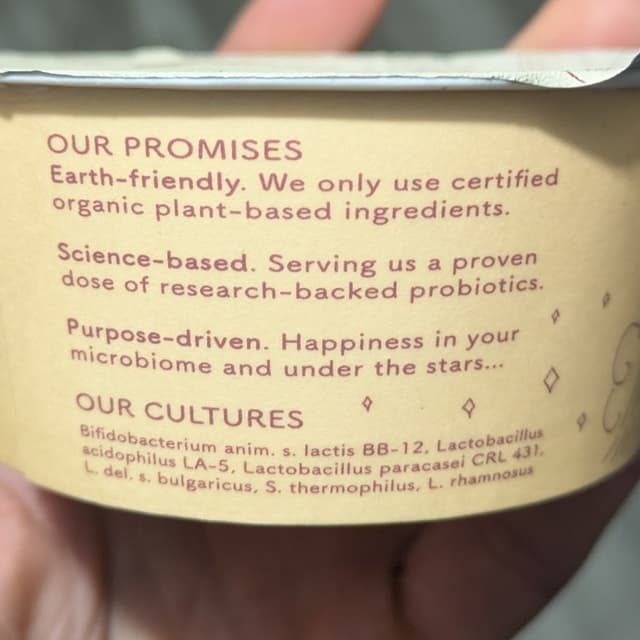 OUR PROMISES
Earth-friendly. We only use certified
organic plant-based ingredients.
Science-based. Serving us a proven
dose of research-backed probiotics.
Purpose-driven. Happiness in your
microbiome and under the stars...
OUR CULTURES
Bifidobacterium anim. s. lactis BB-12, Lactobacillus
acidophilus LA-5, Lactobacillus paracasei CRL 431,
L. del. s. bulgaricus, S. thermophilus, L. rhamnosus